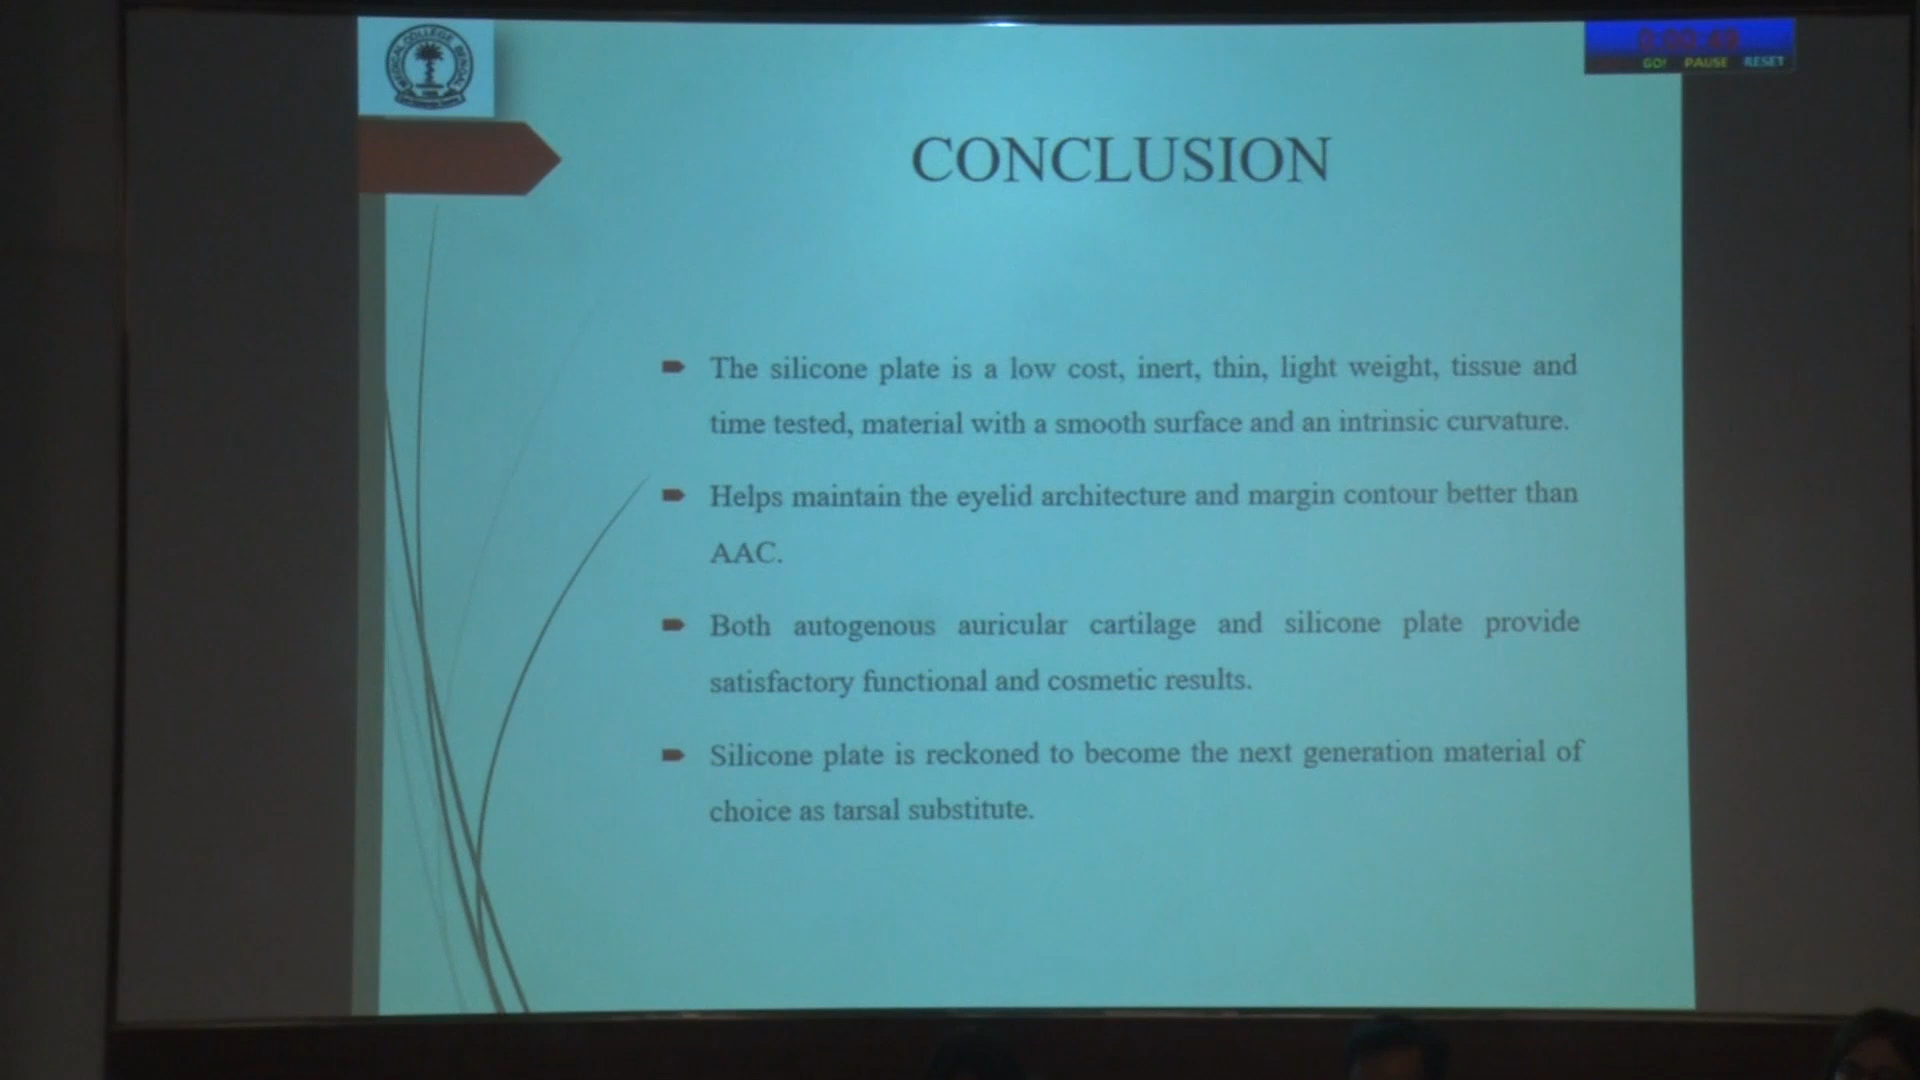 MEDICAL COLLEGE BENGAL
GO! PAUSE RESET
CONCLUSION
The silicone plate is a low cost, inert, thin, light weight, tissue and
time tested, material with a smooth surface and an intrinsic curvature.
Helps maintain the eyelid architecture and margin contour better than
AAC.
Both autogenous auricular cartilage and silicone plate provide
satisfactory functional and cosmetic results.
Silicone plate is reckoned to become the next generation material of
choice as tarsal substitute.